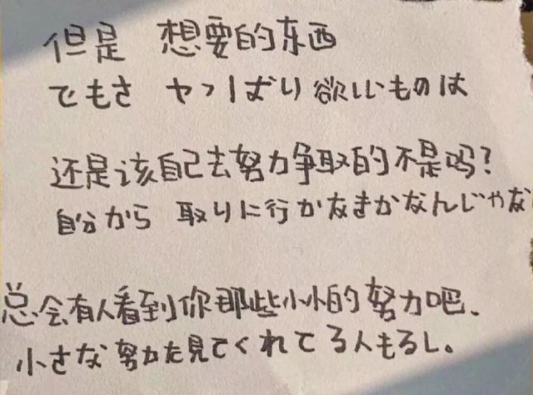 但是 想要的东西
でもさ ヤっぱり欲しいものは
还是该自己去努力争取的不是吗?
自分から 取りに行かなきかなんじゃな
总会有人看到你那些小小的努力吧、
小さな努力を見てくれてる人もるし。